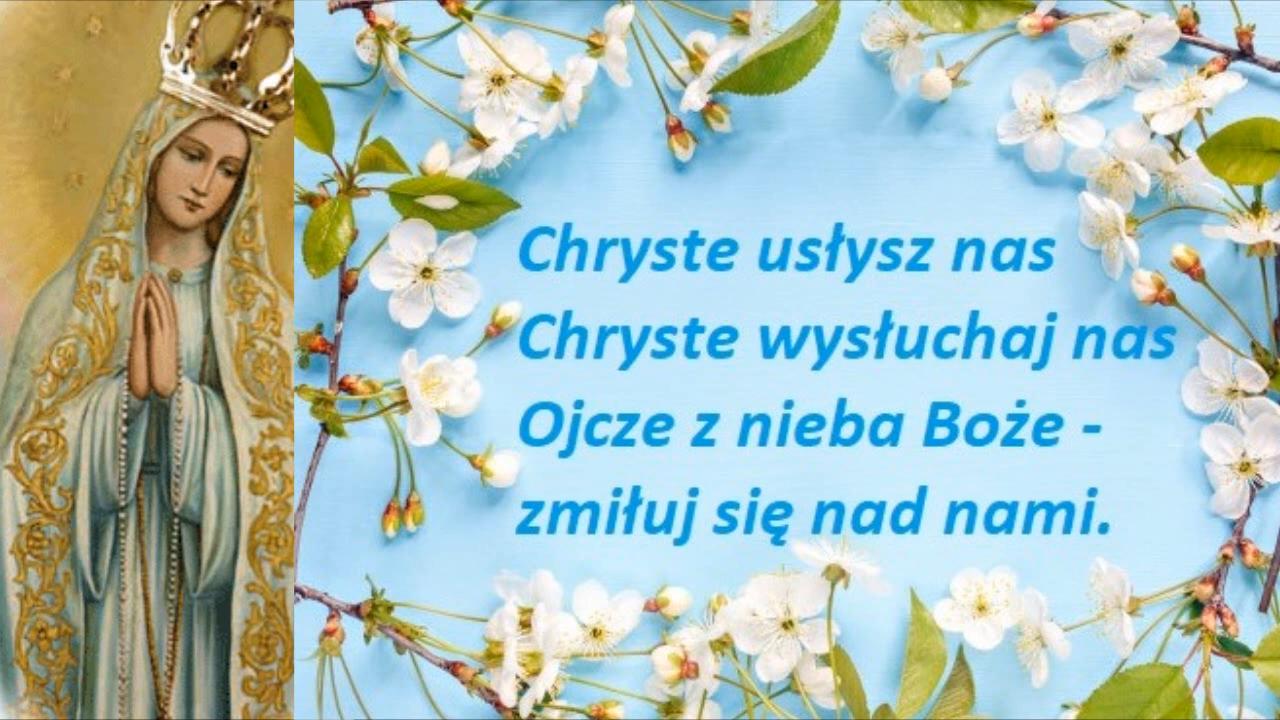 Chryste usłysz nas
Chryste wysłuchaj nas
Ojcze z nieba Boże -
zmiłuj się nad nami.